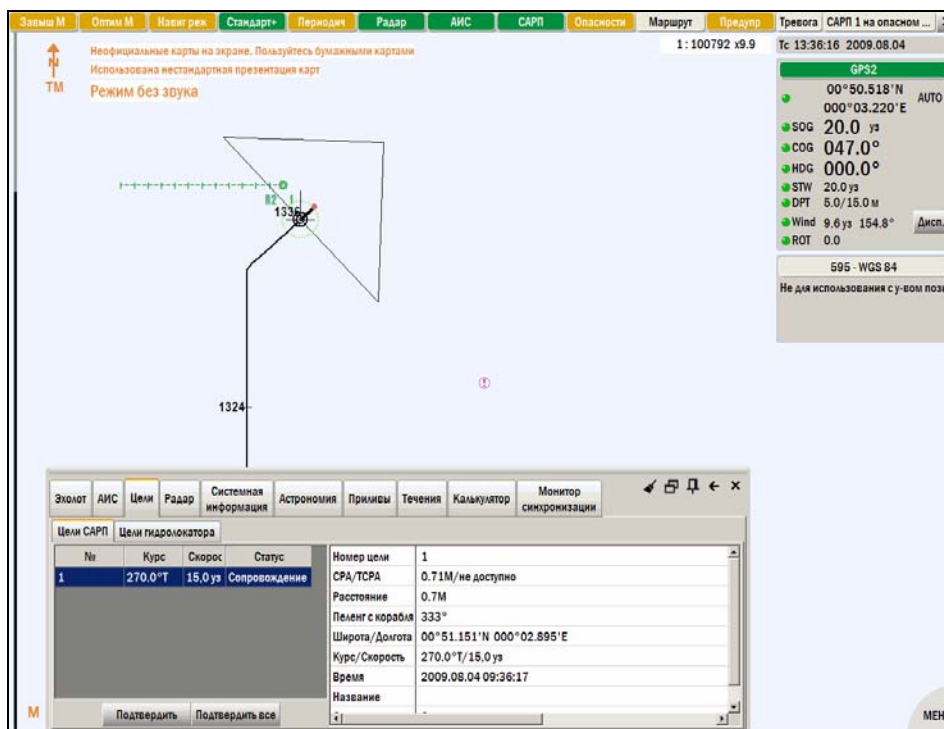 Завыш М Оптим М Навиг реж Стандарт+ Периодич Радар АИС САРП Опасности Маршрут Предупр Тревога САРП 1 на опасном ...
Неофициальные карты на экране. Пользуйтесь бумажными картами
1:100792 x9.9
Тс 13:36:16 2009.08.04
N
Использована нестандартная презентация карт
GPS2
ТМ
Режим без звука
00°50.518'N
AUTO
000°03.220'E
SOG 20.0 уз
COG 047.0°
HDG 000.0°
STW 20.0 уз
DPT 5.0/15.0 м
Wind 9.6 уз 154.8° Дисп.
ROT 0.0
1336
595 - WGS 84
Не для использования с у-вом
1324
Эхолот АИС Цели Радар Системная информация Астрономия Приливы Течения Калькулятор Монитор синхронизации
Цели САРП Цели гидролокатора
№ Курс Скорос Статус
1 270.0°T 15,0 уз Сопровождение
Номер цели 1
CPA/TCPA 0.71М/не доступно
Расстояние 0.7М
Пеленг с корабля 333°
Широта/Долгота 00°51.151'N 000°02.895'E
Курс/Скорость 270.0°T/15,0 уз
Время 2009.08.04 09:36:17
Название
М
Подтвердить Подтвердить все